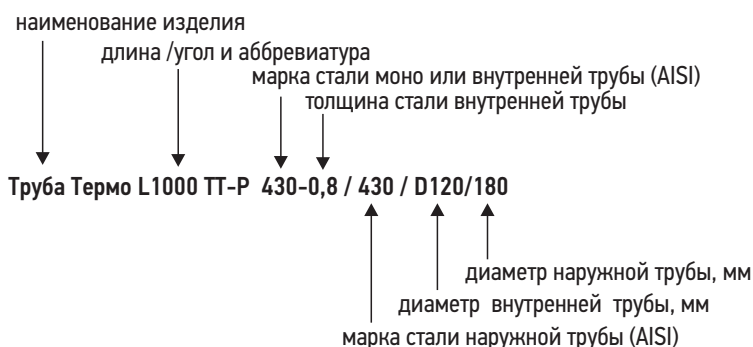 наименование изделия
длина /угол и аббревиатура
марка стали моно или внутренней трубы (AISI)
толщина стали внутренней трубы
Труба Термо L1000 ТТ-Р 430-0,8 / 430 / D120/180
диаметр наружной трубы, мм
диаметр внутренней трубы, мм
марка стали наружной трубы (AISI)